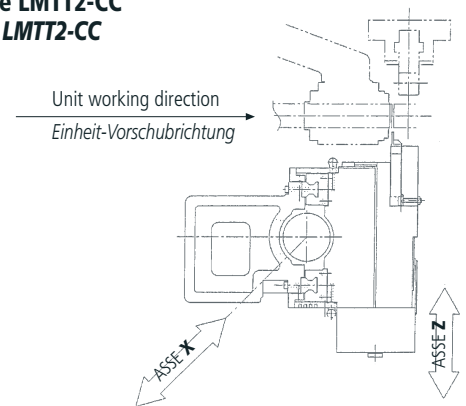 LMTT2-CC
LMTT2-CC
Unit working direction
Einheit-Vorschubrichtung
ASSE X
ASSE Z